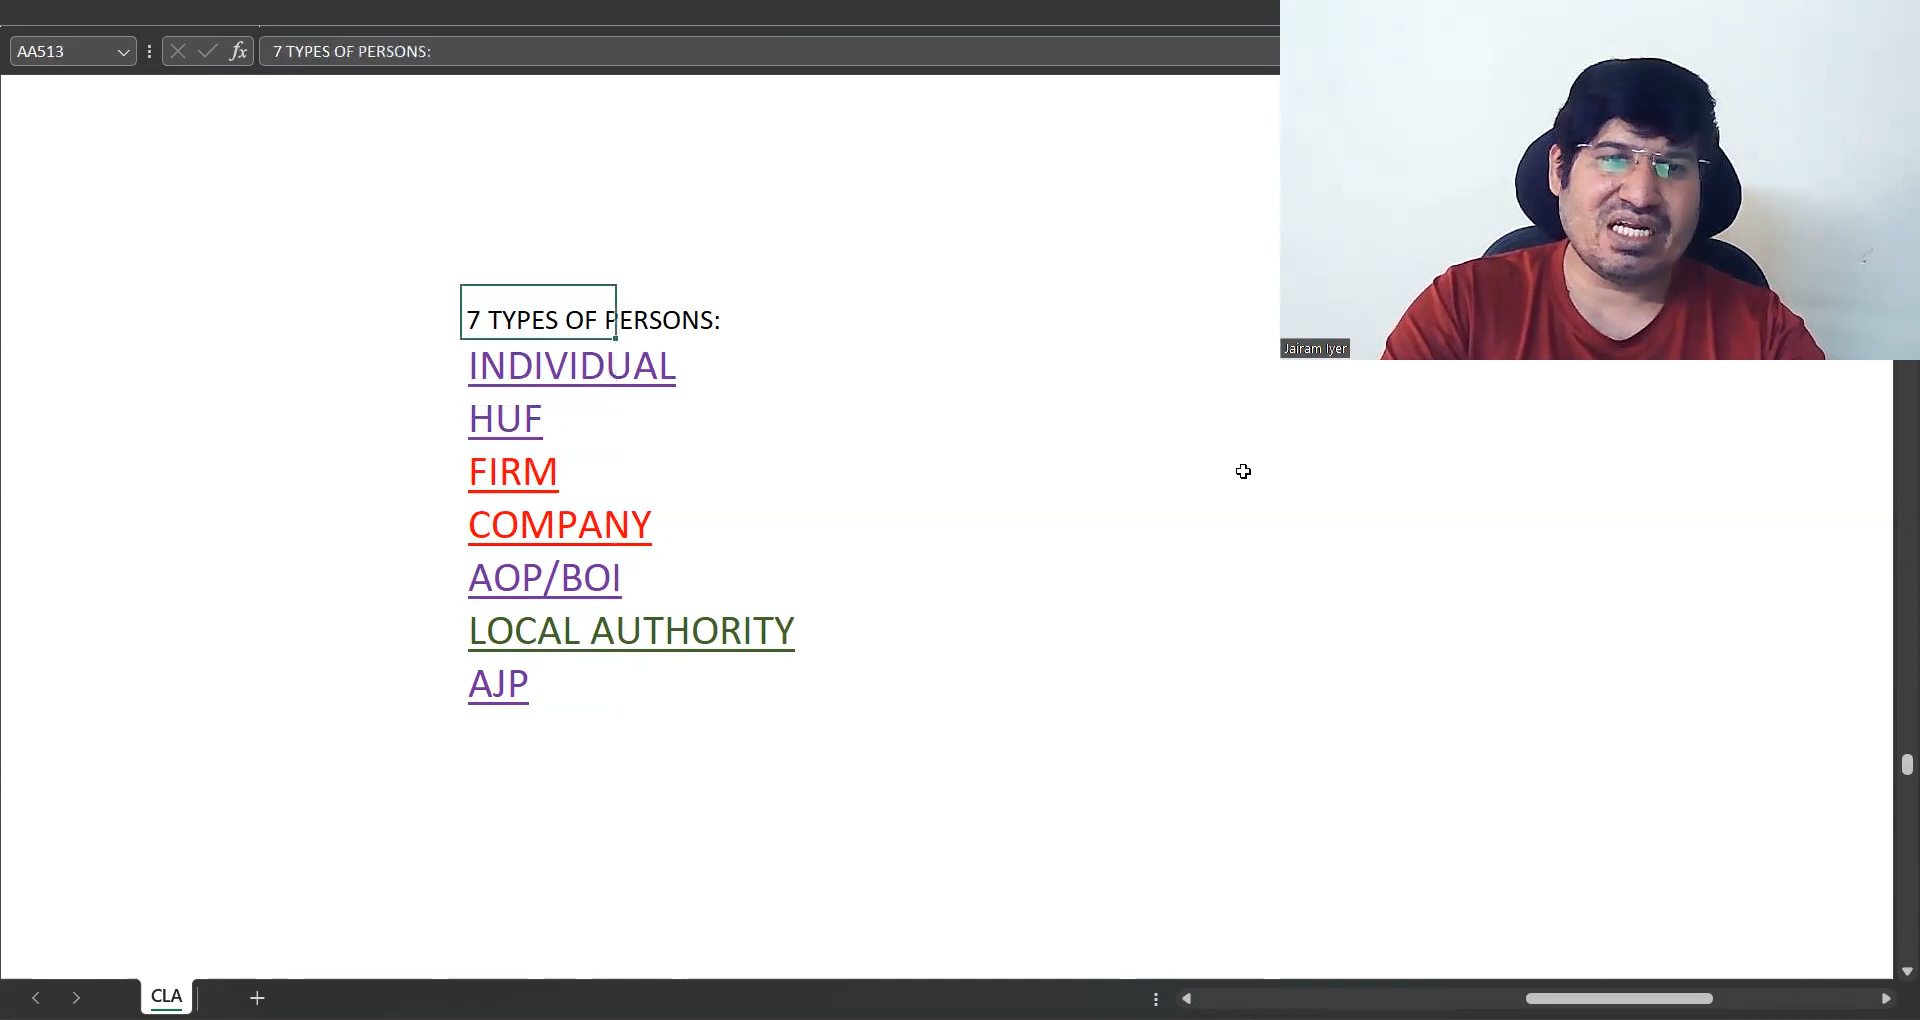 AA513
fx
7 TYPES OF PERSONS:
Jairam Iyer
7 TYPES OF PERSONS:
INDIVIDUAL
HUF
FIRM
COMPANY
AOP/BOI
LOCAL AUTHORITY
AJP
CLA